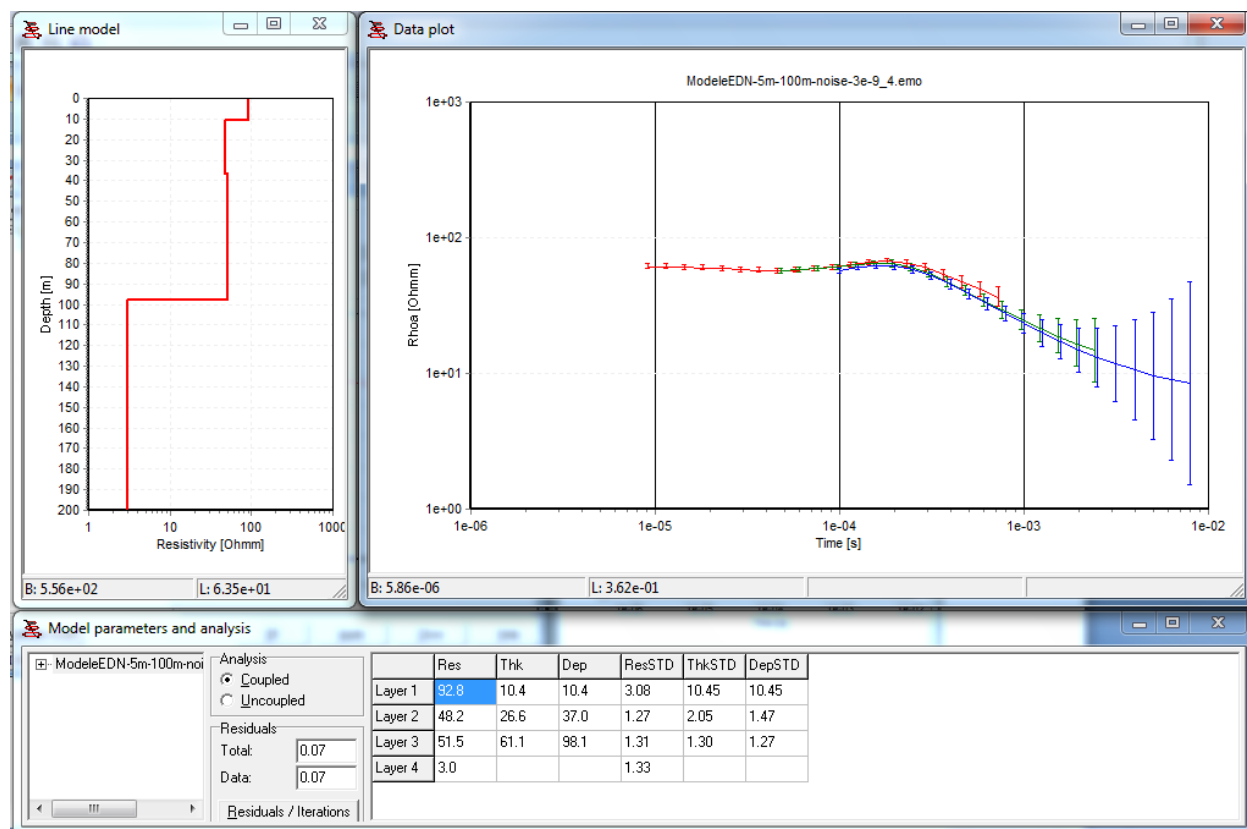 Line model
0
10
20
30
40
50
60
70
80
90
100
110
120
130
140
150
160
170
180
190
200
Depth [m]
1 10 100 1000
Resistivity [Ohmm]
B: 5.56e+02 L: 6.35e+01
Data plot
ModeleEDN-5m-100m-noise-3e-9_4.emo
1e+03
1e+02
1e+01
1e+00
Rhoa [Ohmm]
1e-06 1e-05 1e-04 1e-03 1e-02
Time [s]
B: 5.86e-06 L: 3.62e-01
Model parameters and analysis
ModeleEDN-5m-100m-noi
Analysis
Coupled
Uncoupled
Residuals
Total: 0.07
Data: 0.07
Residuals / Iterations
Res Thk Dep ResSTD ThkSTD DepSTD
Layer 1 92.8 10.4 10.4 3.08 10.45 10.45
Layer 2 48.2 26.6 37.0 1.27 2.05 1.47
Layer 3 51.5 61.1 98.1 1.31 1.30 1.27
Layer 4 3.0 1.33